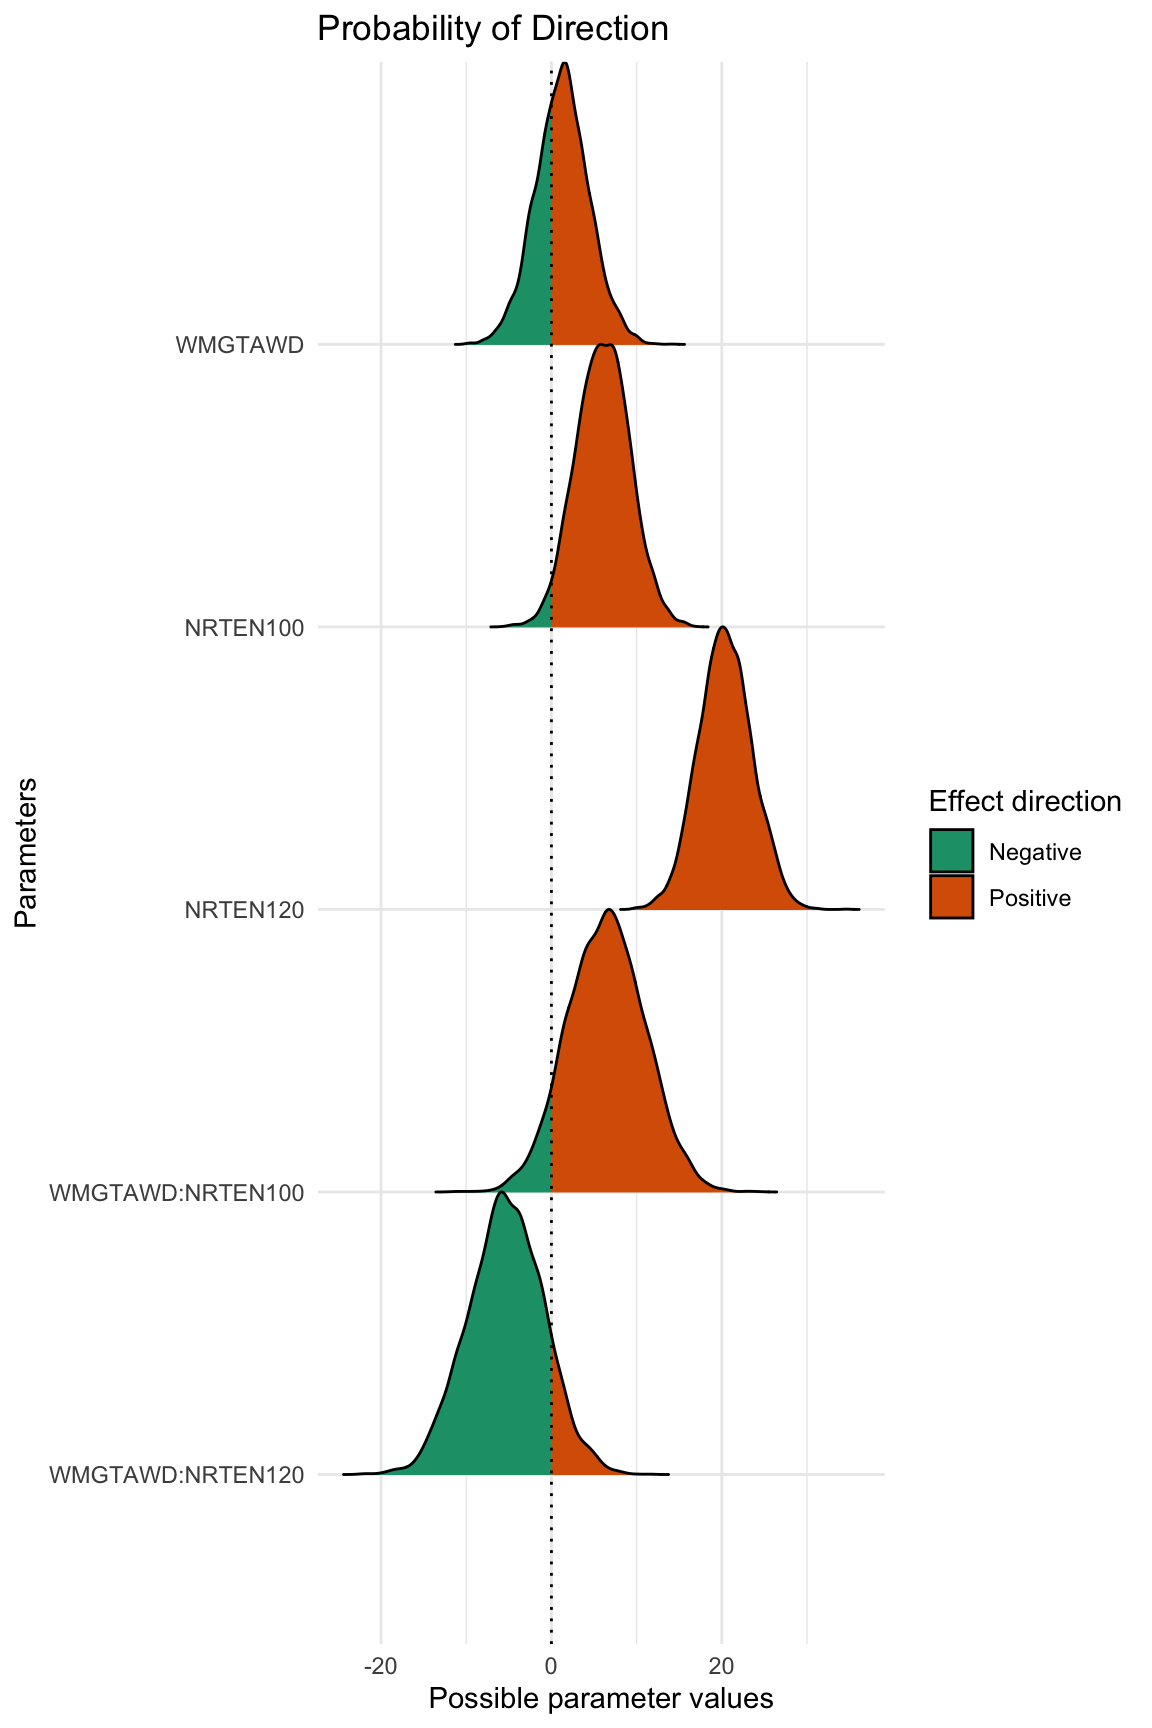 Probability of Direction
WMGTAWD
NRTEN100
NRTEN120
WMGTAWD:NRTEN100
WMGTAWD:NRTEN120
Parameters
-20 0 20
Possible parameter values
Effect direction
Negative
Positive